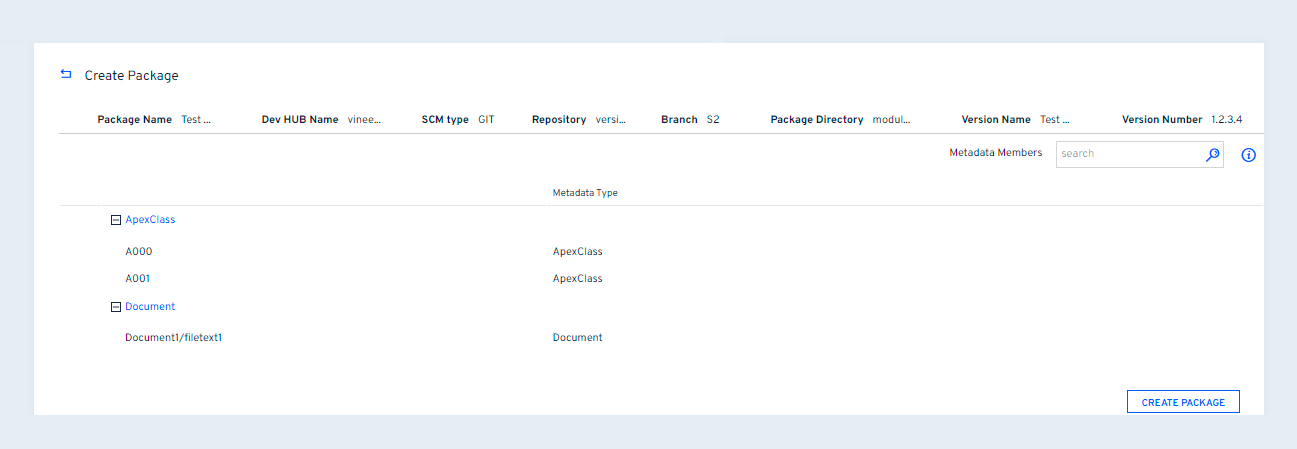 Create Package
Package Name Test ... Dev HUB Name vinee... SCM type GIT Repository versi... Branch S2 Package Directory modul... Version Name Test ... Version Number 1.2.3.4
Metadata Members search
Metadata Type
ApexClass
A000 ApexClass
A001 ApexClass
Document
Document1/filetext1 Document
CREATE PACKAGE